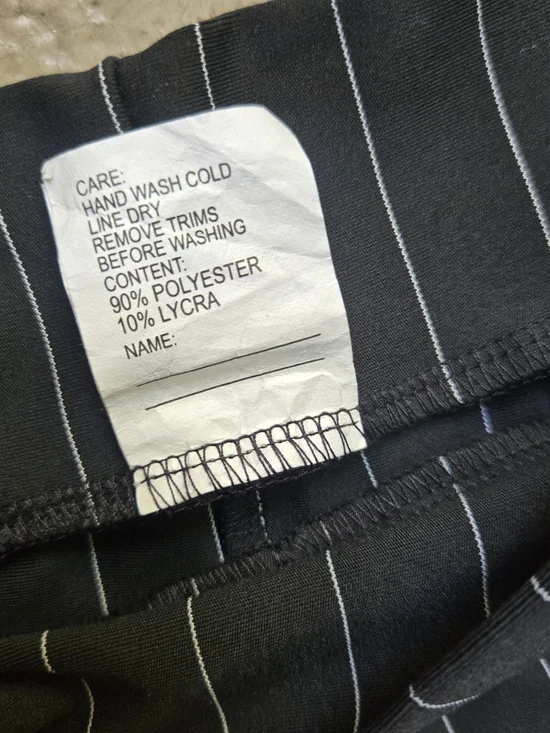 CARE:
HAND WASH COLD
LINE DRY
REMOVE TRIMS
BEFORE WASHING
CONTENT:
90% POLYESTER
10% LYCRA
NAME: